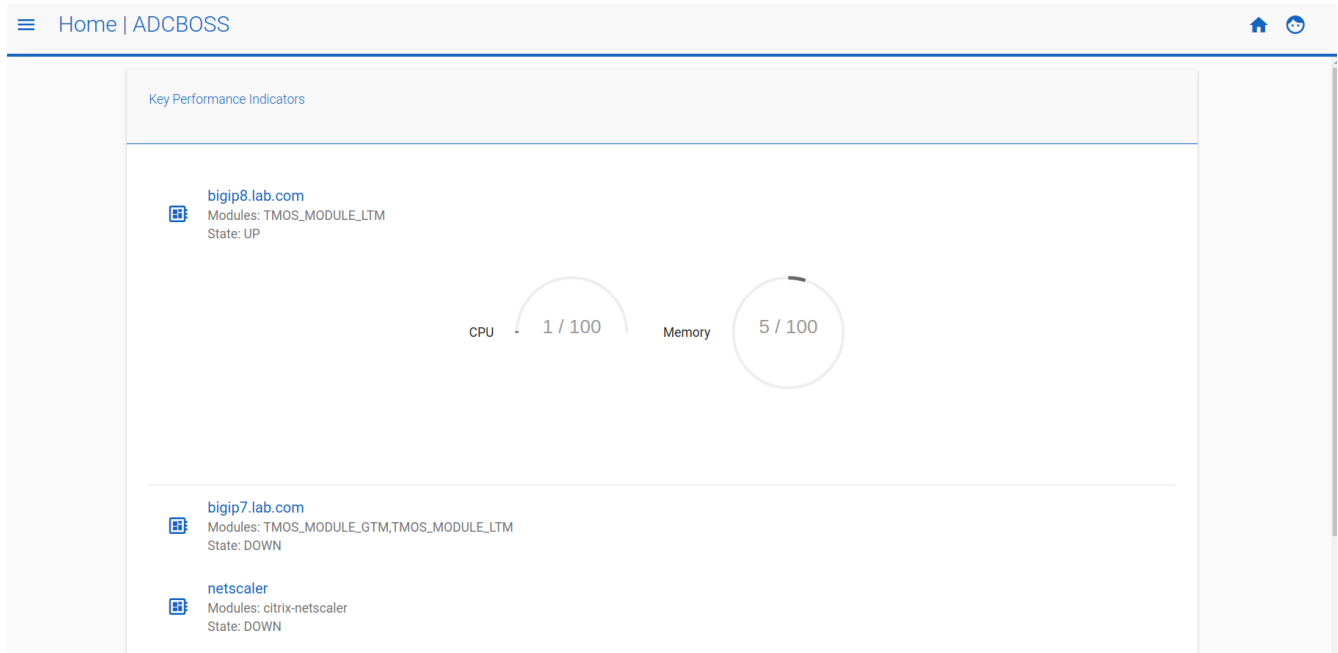 Home | ADCBOSS
Key Performance Indicators
bigip8.lab.com
Modules: TMOS_MODULE_LTM
State: UP
CPU 1 / 100 Memory 5 / 100
bigip7.lab.com
Modules: TMOS_MODULE_GTM,TMOS_MODULE_LTM
State: DOWN
netscaler
Modules: citrix-netscaler
State: DOWN